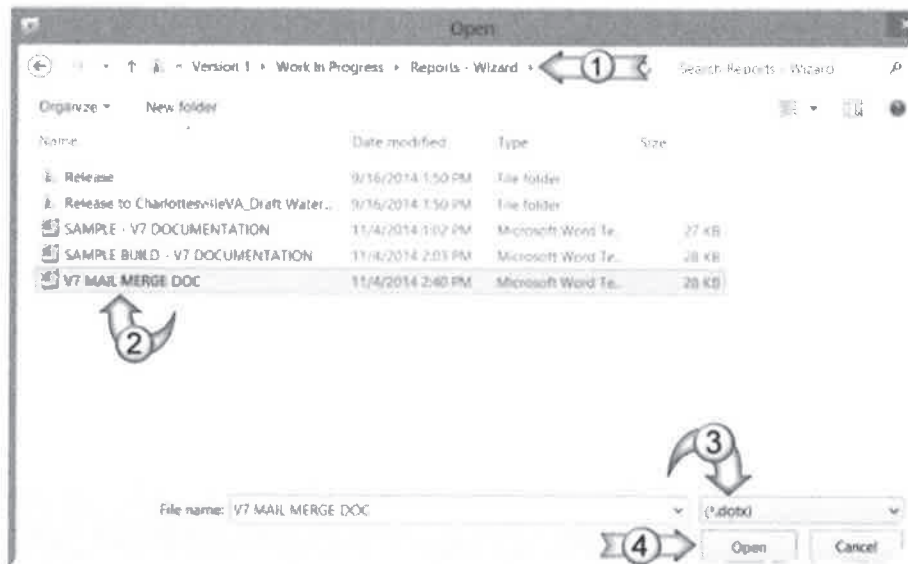 Open
Version 1 Work In Progress Reports - Wizard 1 Search Reports - Wizard
Organize New folder
Name Date modified Type Size
Release 9/16/2014 1:50 PM File folder
Release to CharlottesvilleVA_Draft Water... 9/16/2014 1:50 PM File folder
SAMPLE - V7 DOCUMENTATION 11/4/2014 1:02 PM Microsoft Word Te... 27 KB
SAMPLE BUILD - V7 DOCUMENTATION 11/4/2014 2:03 PM Microsoft Word Te... 28 KB
V7 MAIL MERGE DOC 11/4/2014 2:40 PM Microsoft Word Te... 28 KB
2
3
File name: V7 MAIL MERGE DOC (*.dotx)
4 Open Cancel